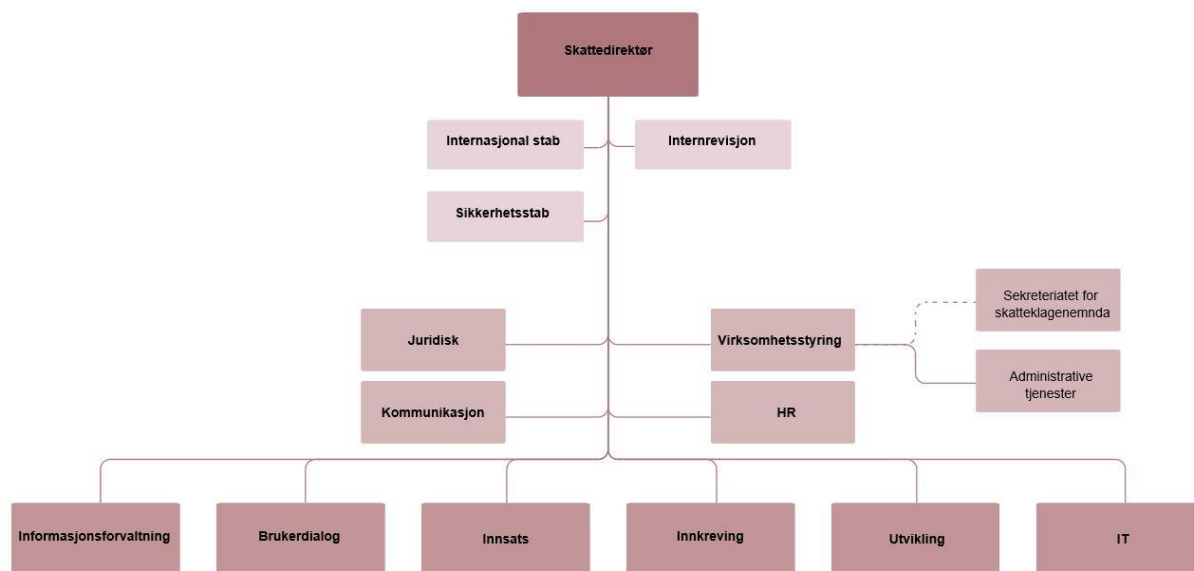 Skattedirektør
Internasjonal stab
Internrevisjon
Sikkerhetsstab
Sekreteriatet for
skatteklagenemnda
Juridisk
Virksomhetsstyring
Administrative
tjenester
Kommunikasjon
HR
Informasjonsforvaltning
Brukerdialog
Innsats
Innkreving
Utvikling
IT